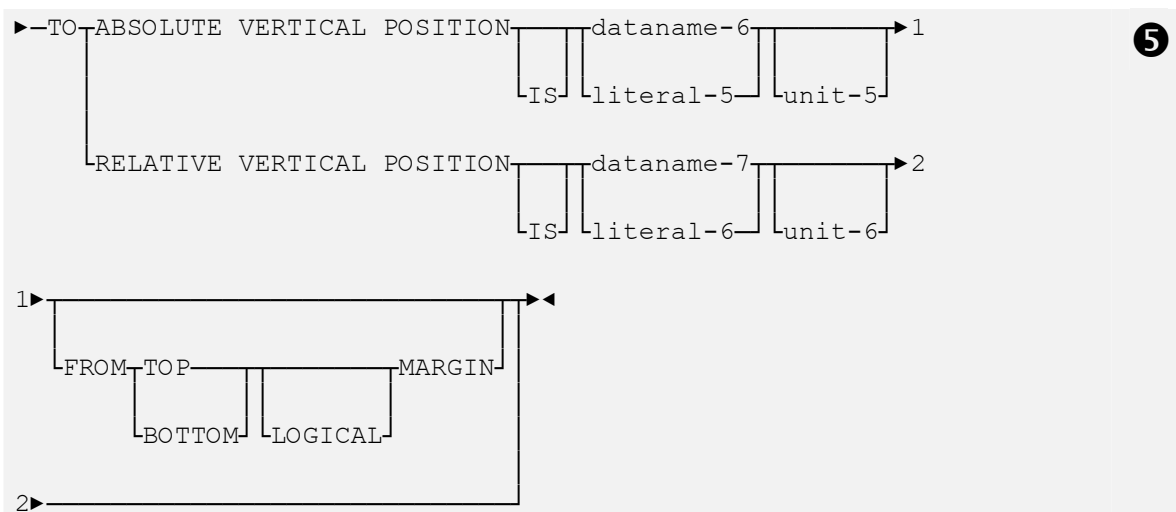 ►─TO┬ABSOLUTE VERTICAL POSITION┬──┬┬dataname-6┬┬──────┬►1 ❺
└IS┘└literal-5─┘└unit-5┘
└RELATIVE VERTICAL POSITION┬──┬┬dataname-7┬┬──────┬►2
└IS┘└literal-6─┘└unit-6┘
1►┬──────────────────────────────┬┬►◄
└FROM┬TOP───┬┬───────┬MARGIN┘
└BOTTOM┘└LOGICAL┘
2►────────────────────────────────┘